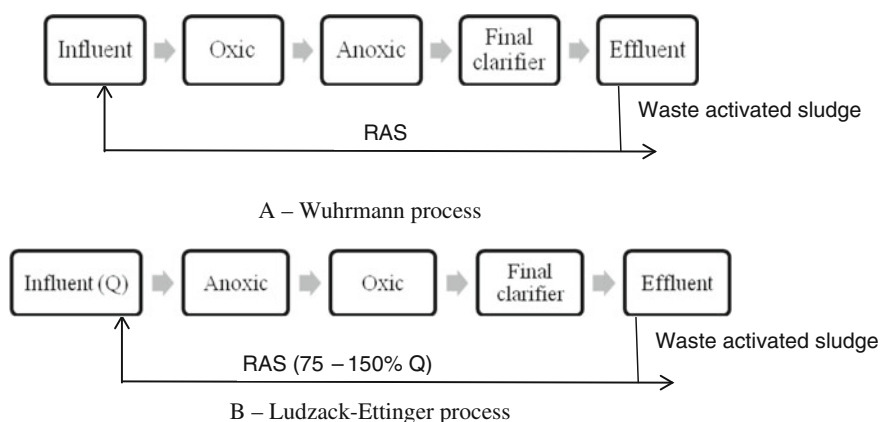 Influent
Oxic
Anoxic
Final
clarifier
Effluent
Waste activated sludge
RAS
A – Wuhrmann process
Influent (Q)
Anoxic
Oxic
Final
clarifier
Effluent
Waste activated sludge
RAS (75 – 150% Q)
B – Ludzack-Ettinger process